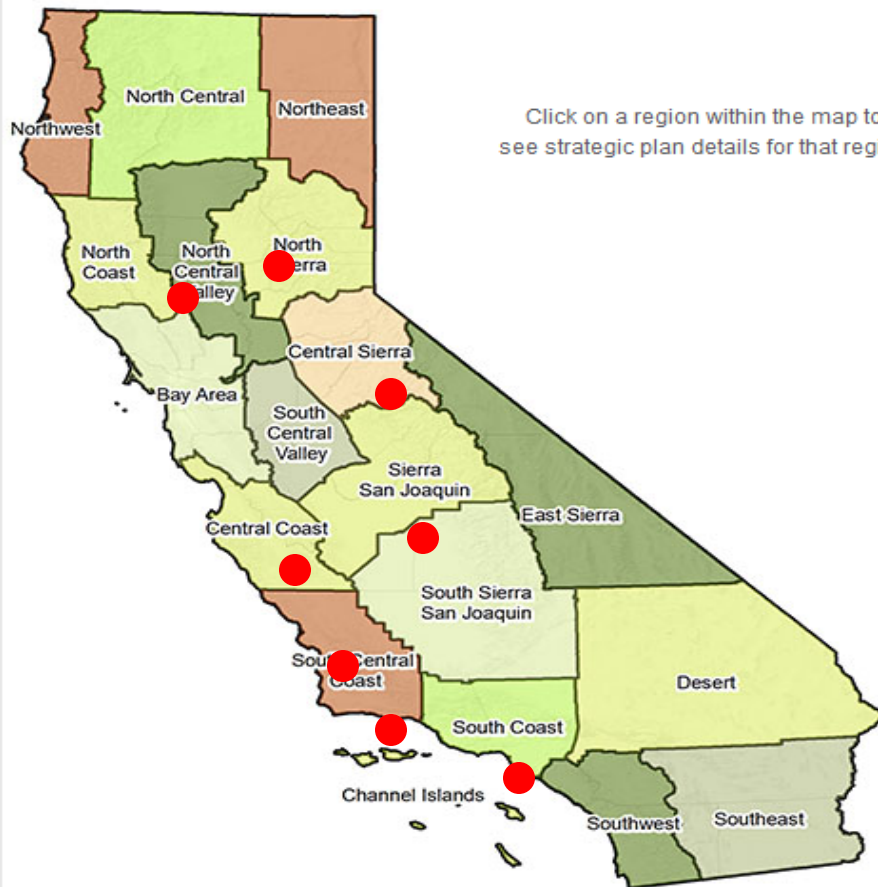 Click on a region within the map to
see strategic plan details for that regi
Northwest
North Central
Northeast
North
Coast
North
Central
alley
North
erra
Central Sierra
Bay Area
South
Central
Valley
Sierra
San Joaquin
East Sierra
Central Coast
South Sierra
San Joaquin
Sou Central
Coast
Desert
South Coast
Channel Islands
Southwest
Southeast